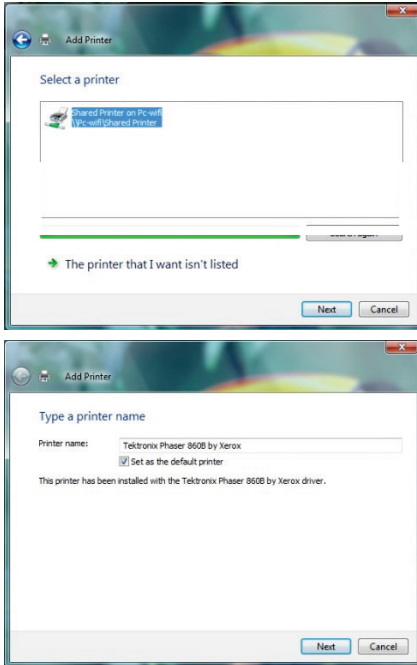 Add Printer
Select a printer
Shared Printer on Pc-wifi
\\Pc-wifi\Shared Printer
The printer that I want isn't listed
Next
Cancel
Add Printer
Type a printer name
Printer name:
Tektronix Phaser 860B by Xerox
Set as the default printer
This printer has been installed with the Tektronix Phaser 860B by Xerox driver.
Next
Cancel